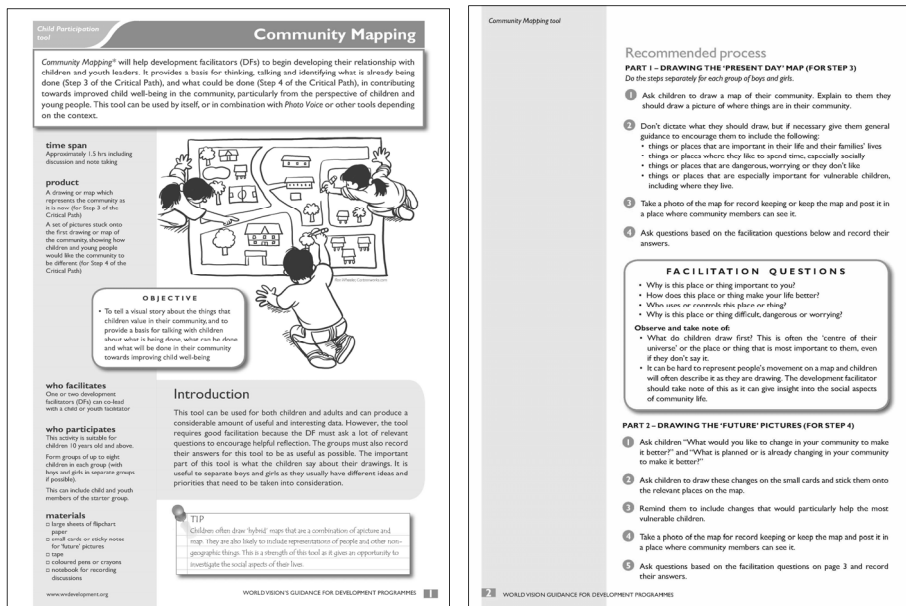 Child Participation
tool
Community Mapping
Community Mapping* will help development facilitators (DFs) to begin developing their relationship with
children and youth leaders. It provides a basis for thinking, talking and identifying what is already being
done (Step 3 of the Critical Path), and what could be done (Step 4 of the Critical Path), in contributing
towards improved child well-being in the community, particularly from the perspective of children and
young people. This tool can be used by itself, or in combination with Photo Voice or other tools depending
on the context.
time span
Approximately 1.5 hrs including
discussion and note taking
product
A drawing or map which
represents the community as
it is now (for Step 3 of the
Critical Path)
A set of pictures stuck onto
the first drawing or map of
the community, showing how
children and young people
would like the community to
be different (for Step 4 of the
Critical Path)
OBJECTIVE
• To tell a visual story about the things that
children value in their community, and to
provide a basis for talking with children
about what is being done, what can be done
and what will be done in their community
towards improving child well-being
who facilitates
One or two development
facilitators (DFs) can co-lead
with a child or youth facilitator
who participates
This activity is suitable for
children 10 years old and above.
Form groups of up to eight
children in each group (with
boys and girls in separate groups
if possible).
This can include child and youth
members of the starter group.
materials
□ large sheets of flipchart
paper
□ small cards or sticky notes
for 'future' pictures
□ tape
□ coloured pens or crayons
□ notebook for recording
discussions
Introduction
This tool can be used for both children and adults and can produce a
considerable amount of useful and interesting data. However, the tool
requires good facilitation because the DF must ask a lot of relevant
questions to encourage helpful reflection. The groups must also record
their answers for this tool to be as useful as possible. The important
part of this tool is what the children say about their drawings. It is
useful to separate boys and girls as they usually have different ideas and
priorities that need to be taken into consideration.
TIP
Children often draw 'hybrid' maps that are a combination of a picture and
map. They are also likely to include representations of people and other non-
geographic things. This is a strength of this tool as it gives an opportunity to
investigate the social aspects of their lives.
www.wvdevelopment.org
WORLD VISION'S GUIDANCE FOR DEVELOPMENT PROGRAMMES
1
Community Mapping tool
Recommended process
PART 1 – DRAWING THE 'PRESENT DAY' MAP (FOR STEP 3)
Do the steps separately for each group of boys and girls.
1 Ask children to draw a map of their community. Explain to them they
should draw a picture of where things are in their community.
2 Don't dictate what they should draw, but if necessary give them general
guidance to encourage them to include the following:
• things or places that are important in their life and their families' lives
• things or places where they like to spend time, especially socially
• things or places that are dangerous, worrying or they don't like
• things or places that are especially important for vulnerable children,
including where they live.
3 Take a photo of the map for record keeping or keep the map and post it in
a place where community members can see it.
4 Ask questions based on the facilitation questions below and record their
answers.
FACILITATION QUESTIONS
• Why is this place or thing important to you?
• How does this place or thing make your life better?
• Who uses or controls this place or thing?
• Why is this place or thing difficult, dangerous or worrying?
Observe and take note of:
• What do children draw first? This is often the 'centre of their
universe' or the place or thing that is most important to them, even
if they don't say it.
• It can be hard to represent people's movement on a map and children
will often describe it as they are drawing. The development facilitator
should take note of this as it can give insight into the social aspects
of community life.
PART 2 – DRAWING THE 'FUTURE' PICTURES (FOR STEP 4)
1 Ask children "What would you like to change in your community to make
it better?" and "What is planned or is already changing in your community
to make it better?"
2 Ask children to draw these changes on the small cards and stick them onto
the relevant places on the map.
3 Remind them to include changes that would particularly help the most
vulnerable children.
4 Take a photo of the map for record keeping or keep the map and post it in
a place where community members can see it.
5 Ask questions based on the facilitation questions on page 3 and record
their answers.
2
WORLD VISION GUIDANCE FOR DEVELOPMENT PROGRAMMES